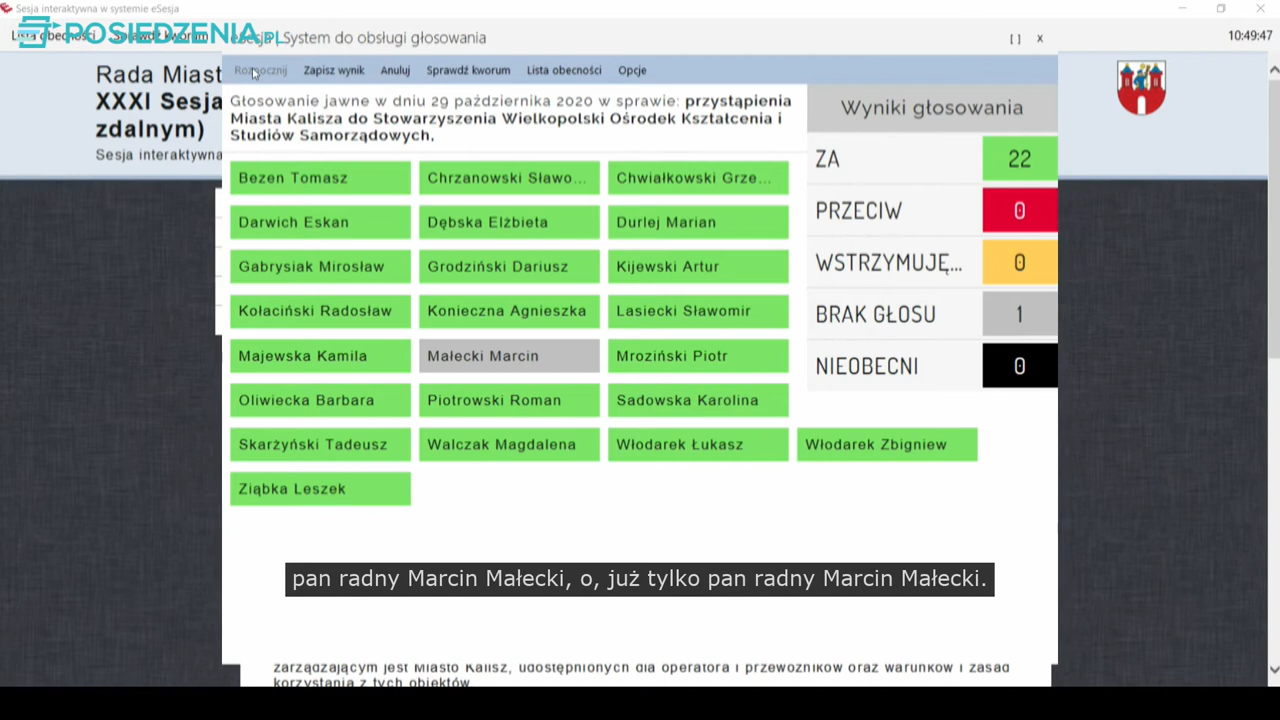 Sesja interaktywna w systemie eSesja
POSIEDZENIA.PL
System do obsługi głosowania
[ ] x
10:49:47
Rozpocznij Zapisz wynik Anuluj Sprawdź kworum Lista obecności Opcje
Rada Miast
XXXI Sesja
zdalnym)
Sesja interaktywna
Głosowanie jawne w dniu 29 października 2020 w sprawie: przystąpienia
Miasta Kalisza do Stowarzyszenia Wielkopolski Ośrodek Kształcenia i
Studiów Samorządowych,
Wyniki głosowania
ZA 22
PRZECIW 0
WSTRZYMUJĘ... 0
BRAK GŁOSU 1
NIEOBECNI 0
Bezen Tomasz Chrzanowski Sławo... Chwiałkowski Grze...
Darwich Eskan Dębska Elżbieta Durlej Marian
Gabrysiak Mirosław Grodziński Dariusz Kijewski Artur
Kołaciński Radosław Konieczna Agnieszka Lasiecki Sławomir
Majewska Kamila Małecki Marcin Mroziński Piotr
Oliwiecka Barbara Piotrowski Roman Sadowska Karolina
Skarżyński Tadeusz Walczak Magdalena Włodarek Łukasz Włodarek Zbigniew
Ziąbka Leszek
pan radny Marcin Małecki, o, już tylko pan radny Marcin Małecki.
zarządzającym jest Miasto Kalisz, udostępnionych dla operatora i przewoźników oraz warunków i zasad
korzystania z tych obiektów